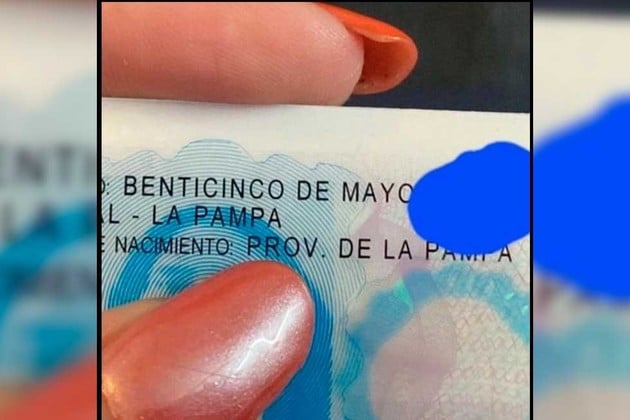 : BENTICINCO DE MAYO
AL - LA PAMPA
E NACIMIENTO: PROV. DE LA PAMPA